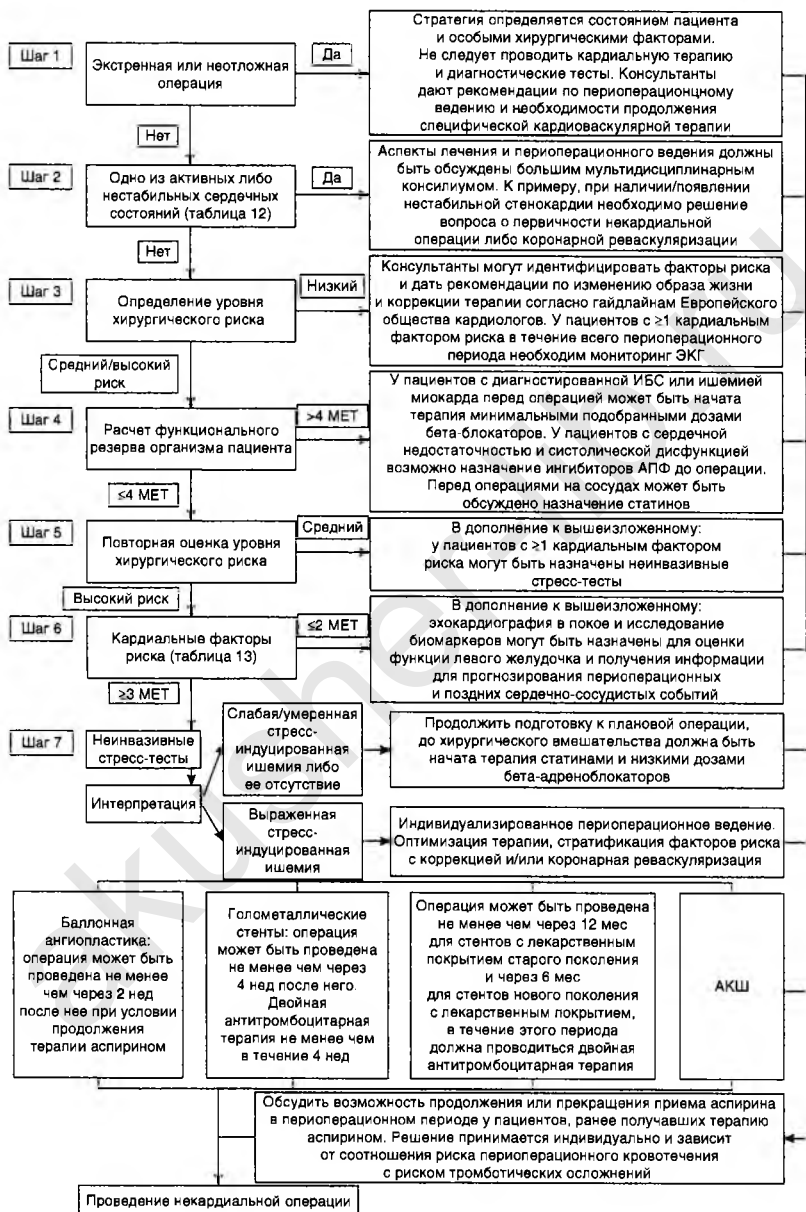 Шаг 1
Экстренная или неотложная
операция
Да
Стратегия определяется состоянием пациента
и особыми хирургическими факторами.
Не следует проводить кардиальную терапию
и диагностические тесты. Консультанты
дают рекомендации по периоперационцному
ведению и необходимости продолжения
специфической кардиоваскулярной терапии
Нет
Шаг 2
Одно из активных либо
нестабильных сердечных
состояний (таблица 12)
Да
Аспекты лечения и периоперационного ведения должны
быть обсуждены большим мультидисциплинарным
консилиумом. К примеру, при наличии/появлении
нестабильной стенокардии необходимо решение
вопроса о первичности некардиальной
операции либо коронарной реваскуляризации
Нет
Шаг 3
Определение уровня
хирургического риска
Низкий
Консультанты могут идентифицировать факторы риска
и дать рекомендации по изменению образа жизни
и коррекции терапии согласно гайдлайнам Европейского
общества кардиологов. У пациентов с ≥1 кардиальным
фактором риска в течение всего периоперационного
периода необходим мониторинг ЭКГ
Средний/высокий
риск
Шаг 4
Расчет функционального
резерва организма пациента
>4 МЕТ
У пациентов с диагностированной ИБС или ишемией
миокарда перед операцией может быть начата
терапия минимальными подобранными дозами
бета-блокаторов. У пациентов с сердечной
недостаточностью и систолической дисфункцией
возможно назначение ингибиторов АПФ до операции.
Перед операциями на сосудах может быть
обсуждено назначение статинов
≤4 МЕТ
Шаг 5
Повторная оценка уровня
хирургического риска
Средний
В дополнение к вышеизложенному:
у пациентов с ≥1 кардиальным фактором
риска могут быть назначены неинвазивные
стресс-тесты
Высокий риск
Шаг 6
Кардиальные факторы
риска (таблица 13)
≤2 МЕТ
В дополнение к вышеизложенному:
эхокардиография в покое и исследование
биомаркеров могут быть назначены для оценки
функции левого желудочка и получения информации
для прогнозирования периоперационных
и поздних сердечно-сосудистых событий
≥3 МЕТ
Шаг 7
Неинвазивные
стресс-тесты
Интерпретация
Слабая/умеренная
стресс-
индуцированная
ишемия либо
ее отсутствие
Продолжить подготовку к плановой операции,
до хирургического вмешательства должна быть
начата терапия статинами и низкими дозами
бета-адреноблокаторов
Выраженная
стресс-
индуцированная
ишемия
Индивидуализированное периоперационное ведение.
Оптимизация терапии, стратификация факторов риска
с коррекцией и/или коронарная реваскуляризация
Баллонная
ангиопластика:
операция может быть
проведена не менее
чем через 2 нед
после нее при условии
продолжения
терапии аспирином
Голометаллические
стенты: операция
может быть проведена
не менее чем через
4 нед после него.
Двойная
антитромбоцитарная
терапия не менее чем
в течение 4 нед
Операция может быть проведена
не менее чем через 12 мес
для стентов с лекарственным
покрытием старого поколения
и через 6 мес
для стентов нового поколения
с лекарственным покрытием,
в течение этого периода
должна проводиться двойная
антитромбоцитарная терапия
АКШ
Обсудить возможность продолжения или прекращения приема аспирина
в периоперационном периоде у пациентов, ранее получавших терапию
аспирином. Решение принимается индивидуально и зависит
от соотношения риска периоперационного кровотечения
с риском тромботических осложнений
Проведение некардиальной операции
akusher-lib.ru